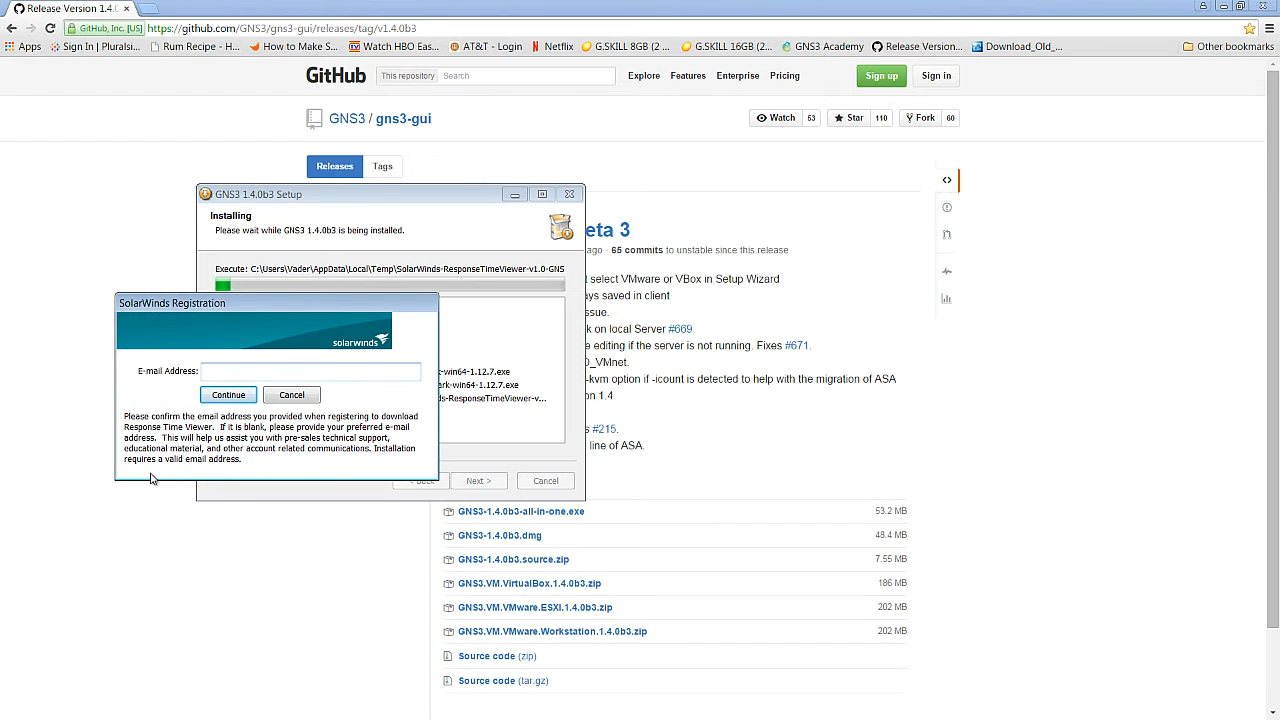 Release Version 1.4.0
GitHub, Inc. [US]
https://github.com/GNS3/gns3-gui/releases/tag/v1.4.0b3
Apps
Sign In | Pluralsi...
Rum Recipe - H...
How to Make S...
Watch HBO Eas...
AT&T - Login
Netflix
G.SKILL 8GB (2 ...
G.SKILL 16GB (2...
GNS3 Academy
Release Version...
Download_Old_...
Other bookmarks
GitHub
This repository
Search
Explore
Features
Enterprise
Pricing
Sign up
Sign in
GNS3 / gns3-gui
Watch
53
Star
110
Fork
60
Releases
Tags
GNS3 1.4.0b3 Setup
Installing
Please wait while GNS3 1.4.0b3 is being installed.
Execute: C:\Users\Vader\AppData\Local\Temp\SolarWinds-ResponseTimeViewer-v1.0-GNS
k-win64-1.12.7.exe
ark-win64-1.12.7.exe
ds-ResponseTimeViewer-v...
< Back
Next >
Cancel
SolarWinds Registration
solarwinds
E-mail Address:
Continue
Cancel
Please confirm the email address you provided when registering to download
Response Time Viewer. If it is blank, please provide your preferred e-mail
address. This will help us assist you with pre-sales technical support,
educational material, and other account related communications. Installation
requires a valid email address.
eta 3
ago · 65 commits to unstable since this release
t select VMware or VBox in Setup Wizard
ys saved in client
ssue.
k on local Server #669
e editing if the server is not running. Fixes #671.
D_VMnet.
-kvm option if -icount is detected to help with the migration of ASA
on 1.4
s #215.
line of ASA.
GNS3-1.4.0b3-all-in-one.exe
53.2 MB
GNS3-1.4.0b3.dmg
48.4 MB
GNS3-1.4.0b3.source.zip
7.55 MB
GNS3.VM.VirtualBox.1.4.0b3.zip
186 MB
GNS3.VM.VMware.ESXI.1.4.0b3.zip
202 MB
GNS3.VM.VMware.Workstation.1.4.0b3.zip
202 MB
Source code (zip)
Source code (tar.gz)